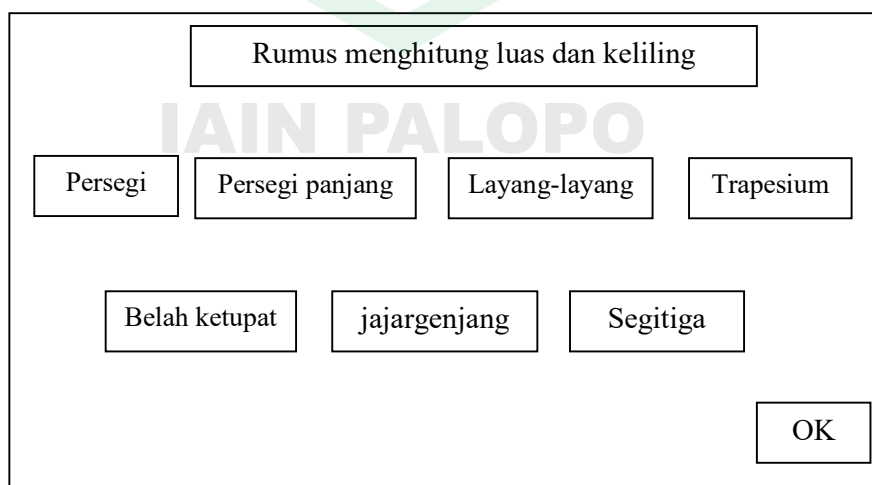 Rumus menghitung luas dan keliling
IAIN PALOPO
Persegi
Persegi panjang
Layang-layang
Trapesium
Belah ketupat
jajargenjang
Segitiga
OK